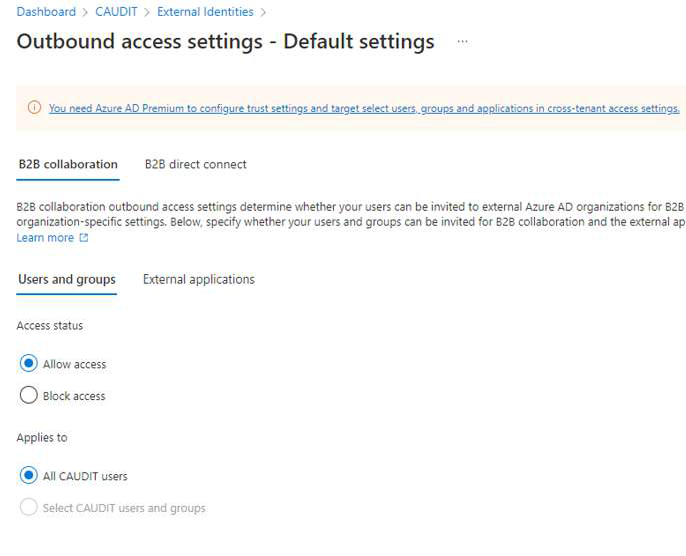 Dashboard > CAUDIT > External Identities >
Outbound access settings - Default settings ...
You need Azure AD Premium to configure trust settings and target select users, groups and applications in cross-tenant access settings.
B2B collaboration B2B direct connect
B2B collaboration outbound access settings determine whether your users can be invited to external Azure AD organizations for B2B
organization-specific settings. Below, specify whether your users and groups can be invited for B2B collaboration and the external ap
Learn more
Users and groups External applications
Access status
Allow access
Block access
Applies to
All CAUDIT users
Select CAUDIT users and groups